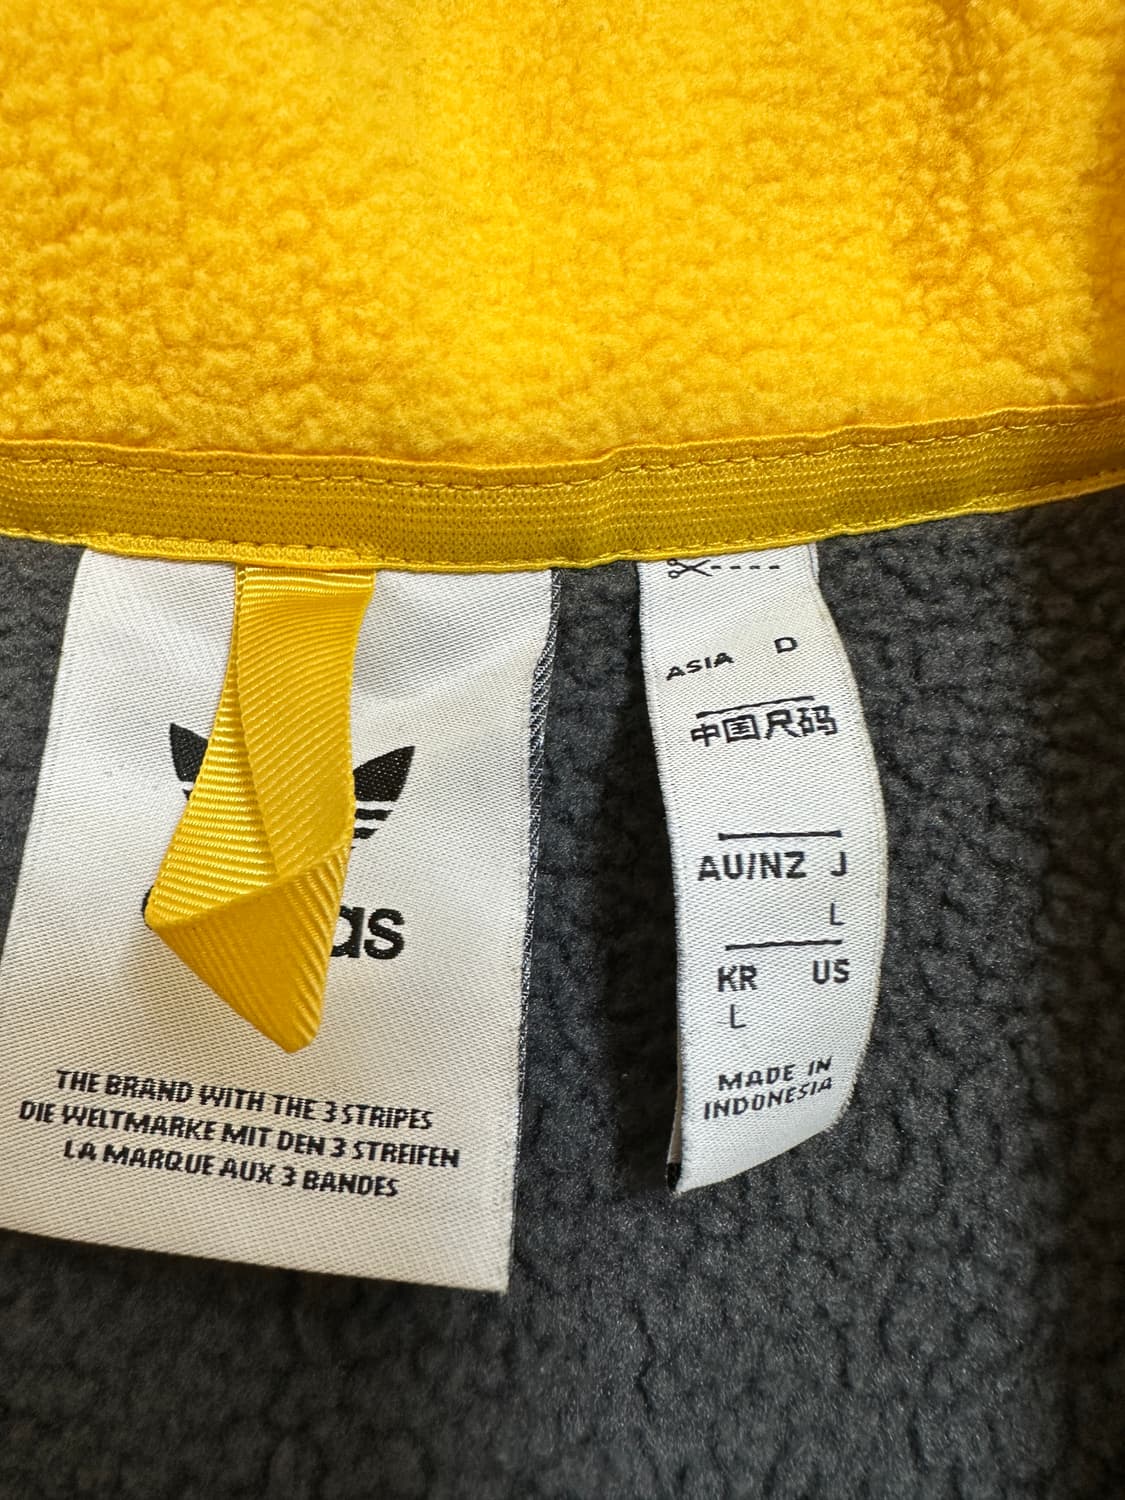 as
THE BRAND WITH THE 3 STRIPES
DIE WELTMARKE MIT DEN 3 STREIFEN
LA MARQUE AUX 3 BANDES
ASIA D
中国尺码
AU/NZ J
L
KR US
L
MADE IN
INDONESIA